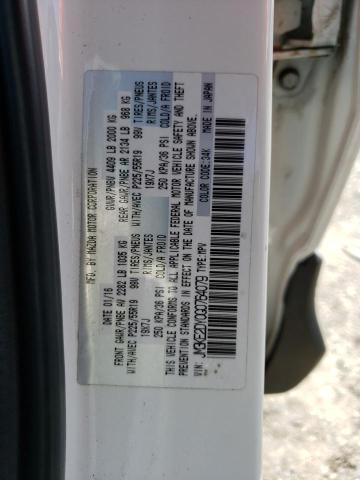 MFD. BY MAZDA MOTOR CORPORATION
DATE 01/16 GVWR/PNBV 4409 LB 2000 KG
FRONT GAWR/PNBE AV 2282 LB 1035 KG REAR GAWR/PNBE AR 2134 LB 968 KG
WITH/AVEC P225/55R19 99V TIRES/PNEUS WITH/AVEC P225/55R19 99V TIRES/PNEUS
19X7J RIMS/JANTES 19X7J RIMS/JANTES
250 KPA/36 PSI COLD/A FROID 250 KPA/36 PSI COLD/A FROID
THIS VEHICLE CONFORMS TO ALL APPLICABLE FEDERAL MOTOR VEHICLE SAFETY AND
THEFT PREVENTION STANDARDS IN EFFECT ON THE DATE OF MANUFACTURE SHOWN ABOVE.
VIN: TYPE: MPV COLOR CODE: 34K MADE IN JAPAN